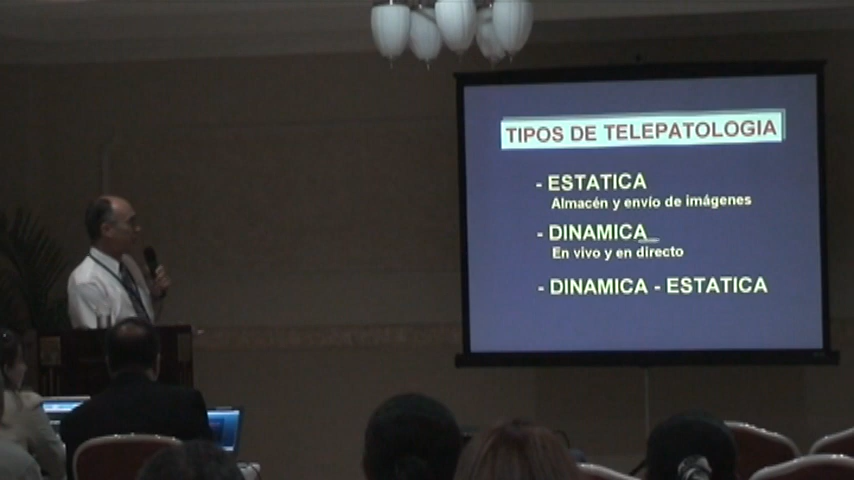 TIPOS DE TELEPATOLOGIA
- ESTATICA
Almacén y envío de imágenes
- DINAMICA
En vivo y en directo
- DINAMICA - ESTATICA